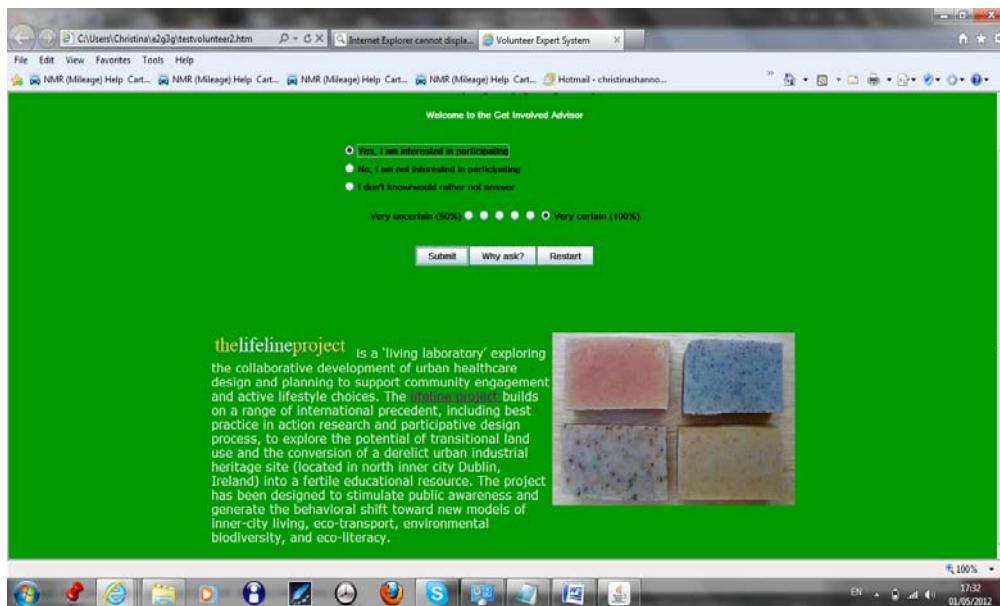 C:\Users\Christina\e2g3g\testvolunteer2.htm
Internet Explorer cannot displa...
Volunteer Expert System
File Edit View Favorites Tools Help
NMR (Mileage) Help Cart... NMR (Mileage) Help Cart... NMR (Mileage) Help Cart... NMR (Mileage) Help Cart... Hotmail - christinashanno...
Welcome to the Get Involved Advisor
Yes, I am interested in participating
No, I am not interested in participating
I don't know/would rather not answer
Very uncertain (50%) Very certain (100%)
Submit Why ask? Restart
thelifelineproject is a 'living laboratory' exploring
the collaborative development of urban healthcare
design and planning to support community engagement
and active lifestyle choices. The lifeline project builds
on a range of international precedent, including best
practice in action research and participative design
process, to explore the potential of transitional land
use and the conversion of a derelict urban industrial
heritage site (located in north inner city Dublin,
Ireland) into a fertile educational resource. The project
has been designed to stimulate public awareness and
generate the behavioral shift toward new models of
inner-city living, eco-transport, environmental
biodiversity, and eco-literacy.
100%
EN 17:32
01/05/2012